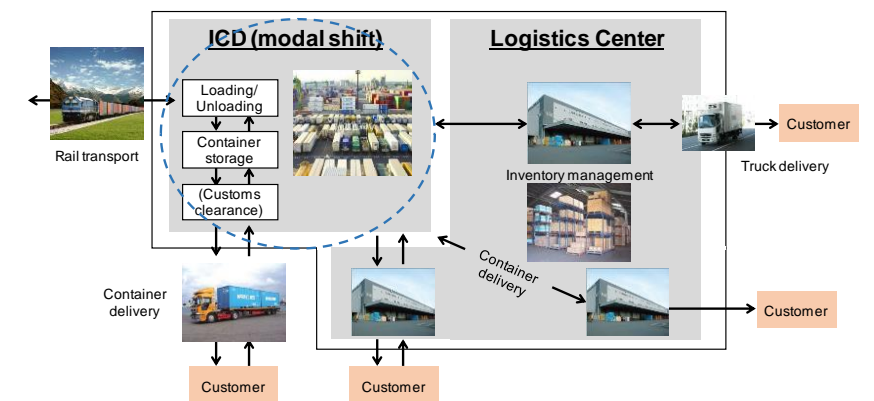 ICD (modal shift)
Logistics Center
Loading/
Unloading
Container
storage
(Customs
clearance)
Rail transport
Customer
Truck delivery
Inventory management
Container
delivery
Container
delivery
Customer
Customer
Customer